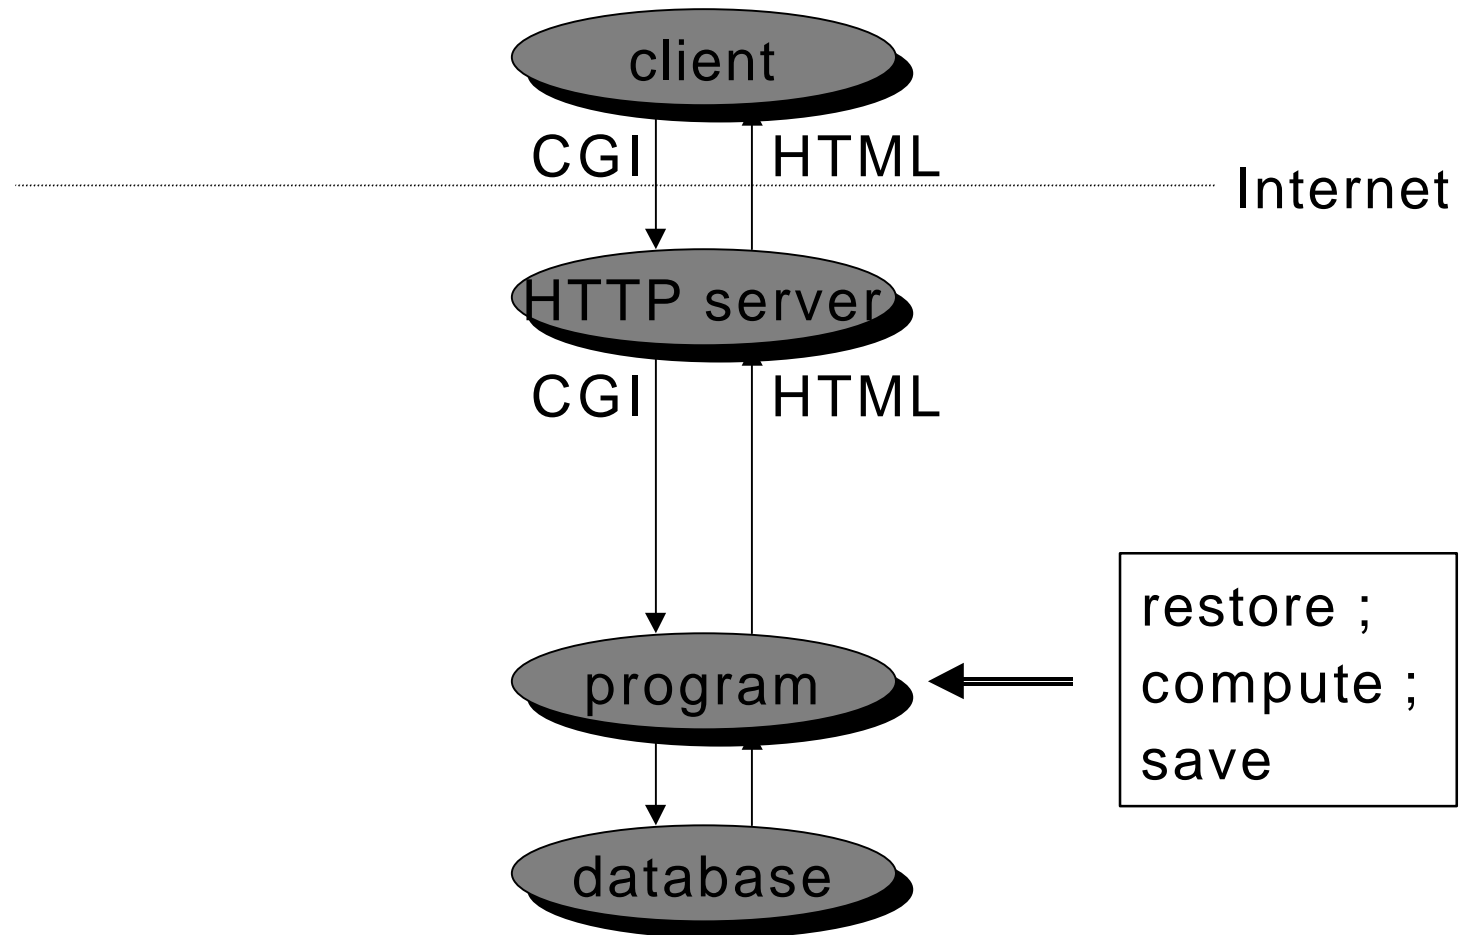 client
CGI HTML
Internet
HTTP server
CGI HTML
restore ;
compute ;
save
program
database